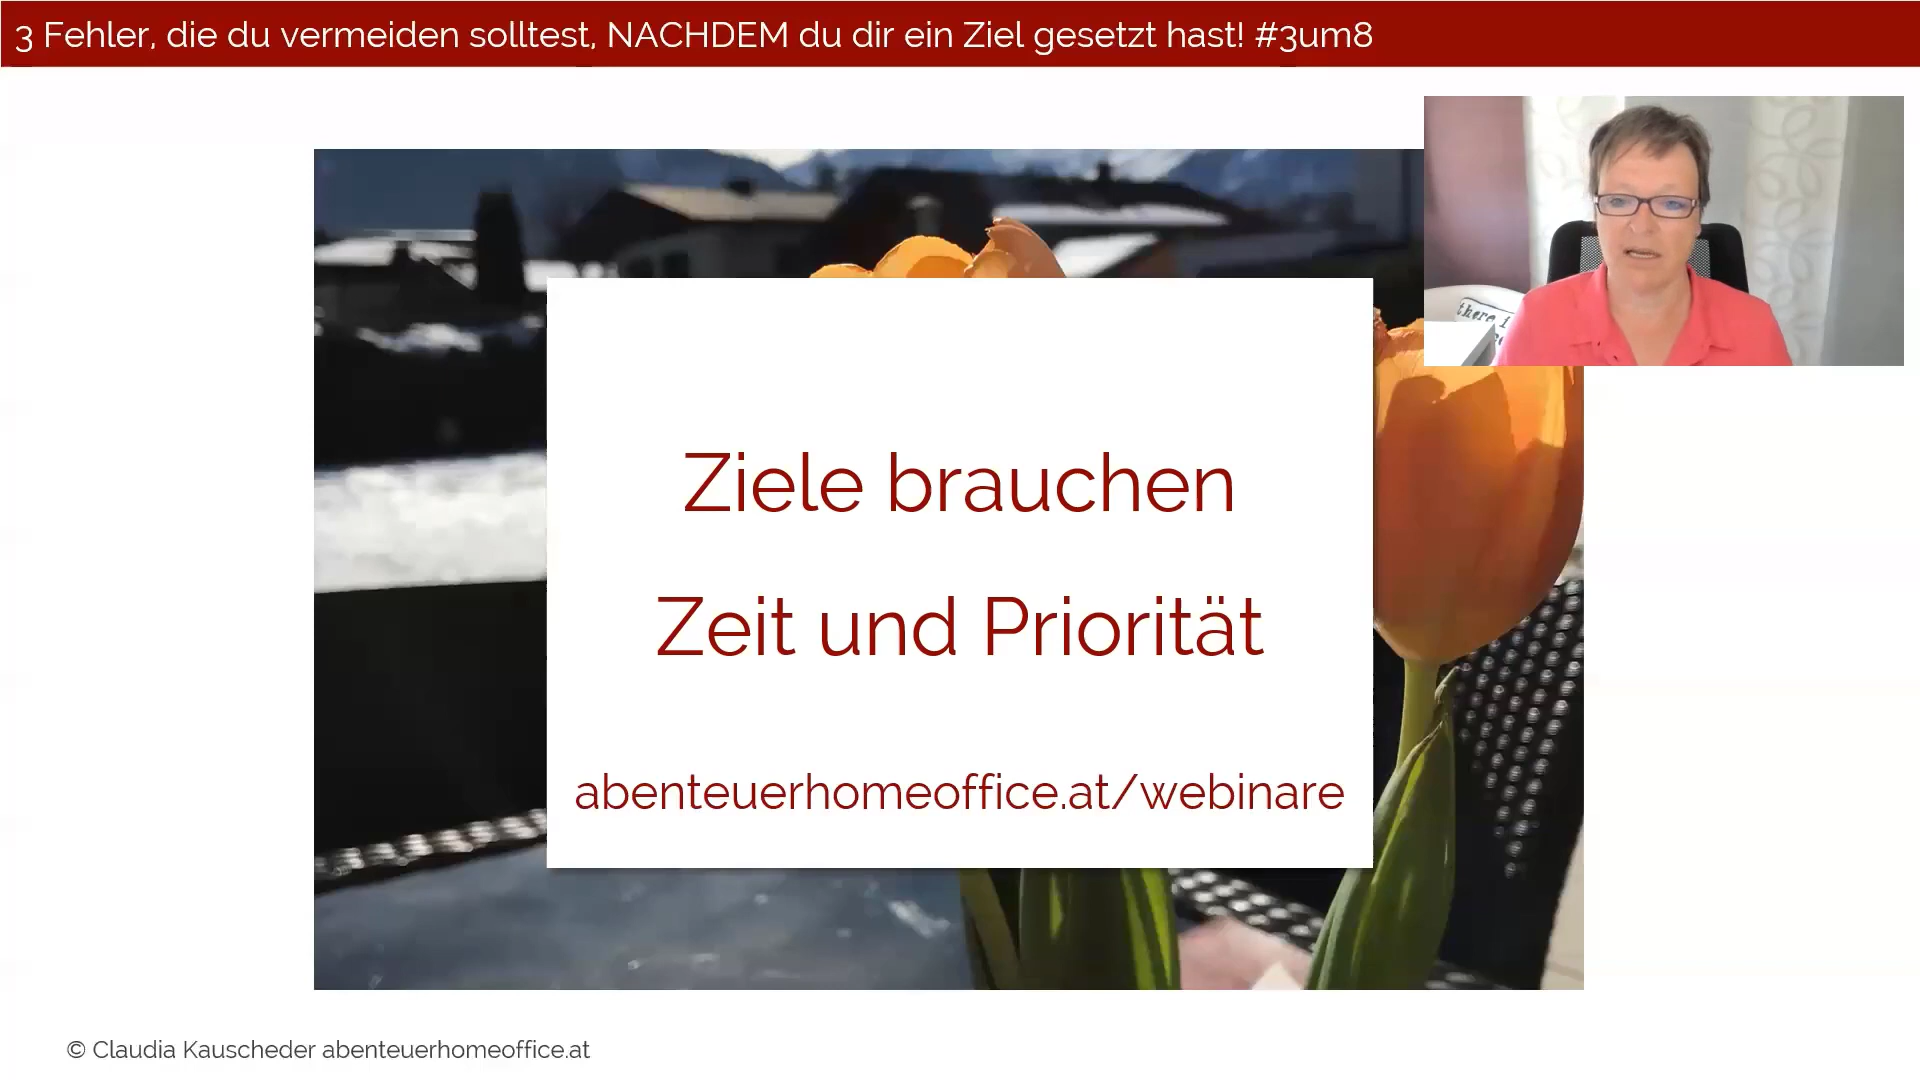 3 Fehler, die du vermeiden solltest, NACHDEM du dir ein Ziel gesetzt hast! #3um8
there i
Ziele brauchen
Zeit und Priorität
abenteuerhomeoffice.at/webinare
© Claudia Kauscheder abenteuerhomeoffice.at